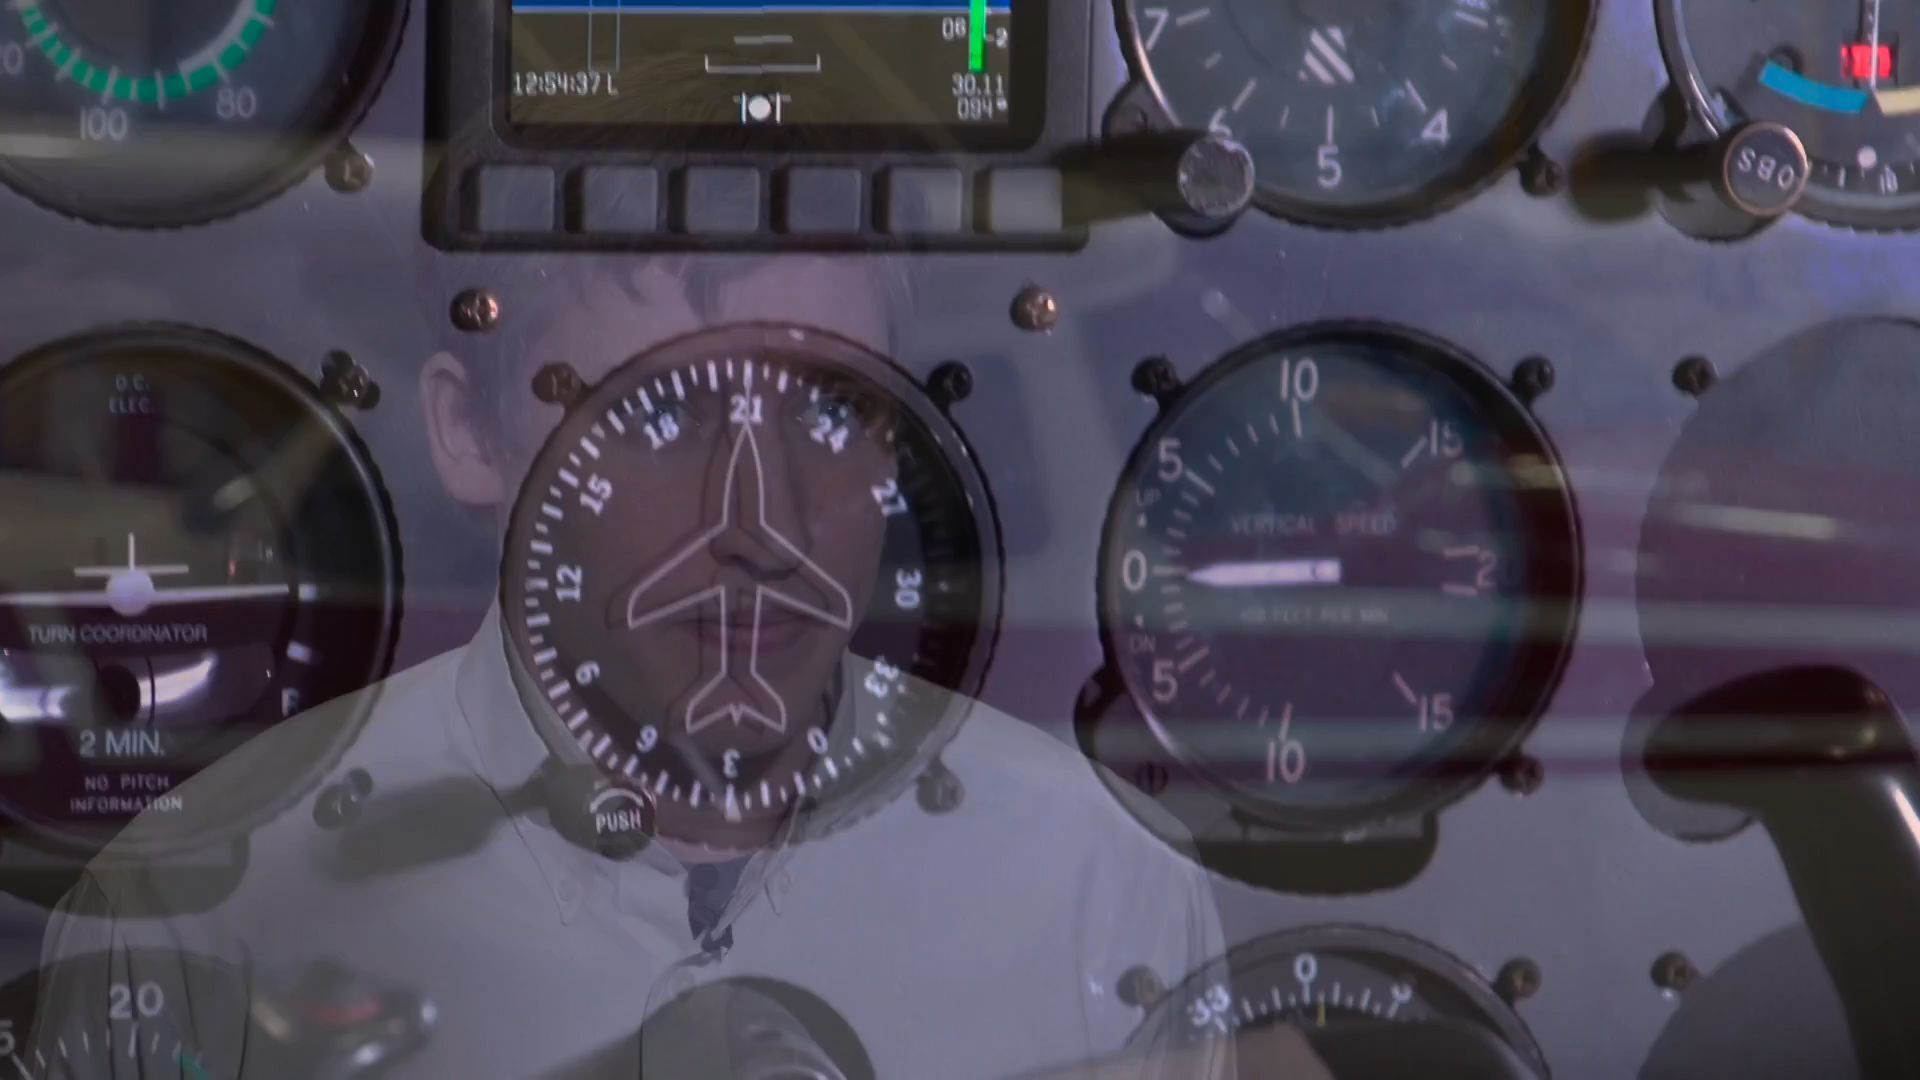 100
80
12:54:37 L
06
2
30.11
094°
7
6
5
4
OBS
D.C.
ELEC.
TURN COORDINATOR
2 MIN.
NO PITCH
INFORMATION
21
24
27
30
33
0
3
6
9
12
15
18
PUSH
10
15
5
UP
VERTICAL SPEED
0
2
DN
5
15
10
20
5
33
0